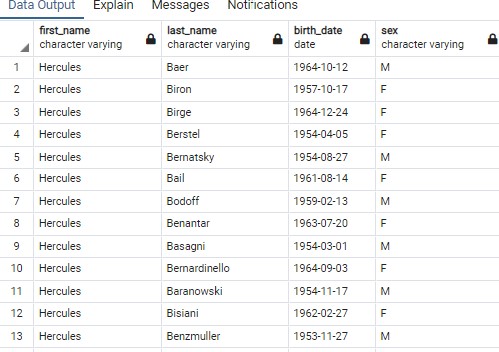 Data Output Explain Messages Notifications
first_name last_name birth_date sex
character varying character varying date character varying
1 Hercules Baer 1964-10-12 M
2 Hercules Biron 1957-10-17 F
3 Hercules Birge 1964-12-24 F
4 Hercules Berstel 1954-04-05 F
5 Hercules Bernatsky 1954-08-27 M
6 Hercules Bail 1961-08-14 F
7 Hercules Bodoff 1959-02-13 M
8 Hercules Benantar 1963-07-20 F
9 Hercules Basagni 1954-03-01 M
10 Hercules Bernardinello 1964-09-03 F
11 Hercules Baranowski 1954-11-17 M
12 Hercules Bisiani 1962-02-27 F
13 Hercules Benzmuller 1953-11-27 M